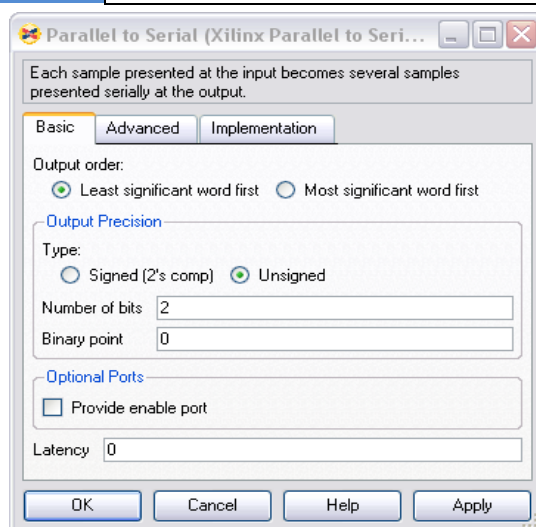 Parallel to Serial (Xilinx Parallel to Seri...
Each sample presented at the input becomes several samples
presented serially at the output.
Basic Advanced Implementation
Output order:
Least significant word first Most significant word first
Output Precision
Type:
Signed (2's comp) Unsigned
Number of bits 2
Binary point 0
Optional Ports
Provide enable port
Latency 0
OK Cancel Help Apply